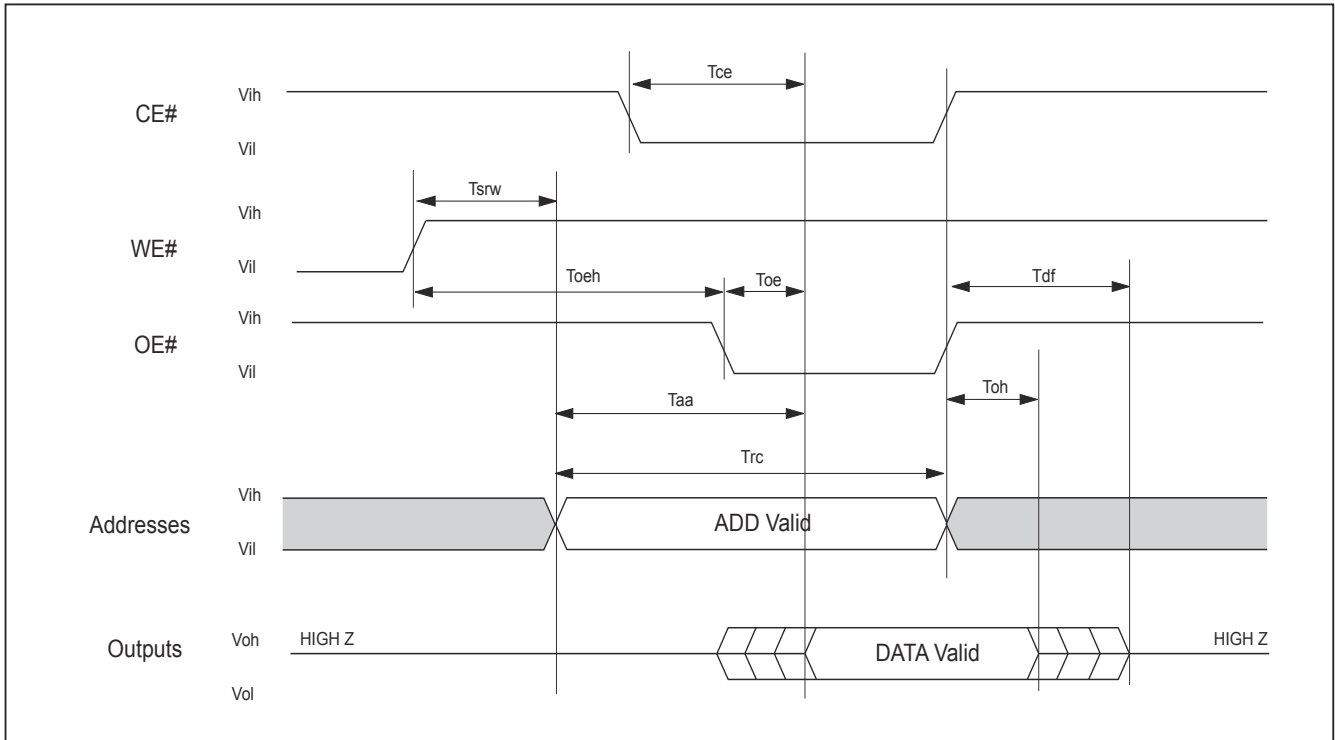 Tce
CE#
Vih
Vil
Tsrw
WE#
Vih
Vil
Toeh
Toe
Tdf
OE#
Vih
Vil
Taa
Toh
Trc
Addresses
Vih
Vil
ADD Valid
Outputs
Voh
Vol
HIGH Z
DATA Valid
HIGH Z